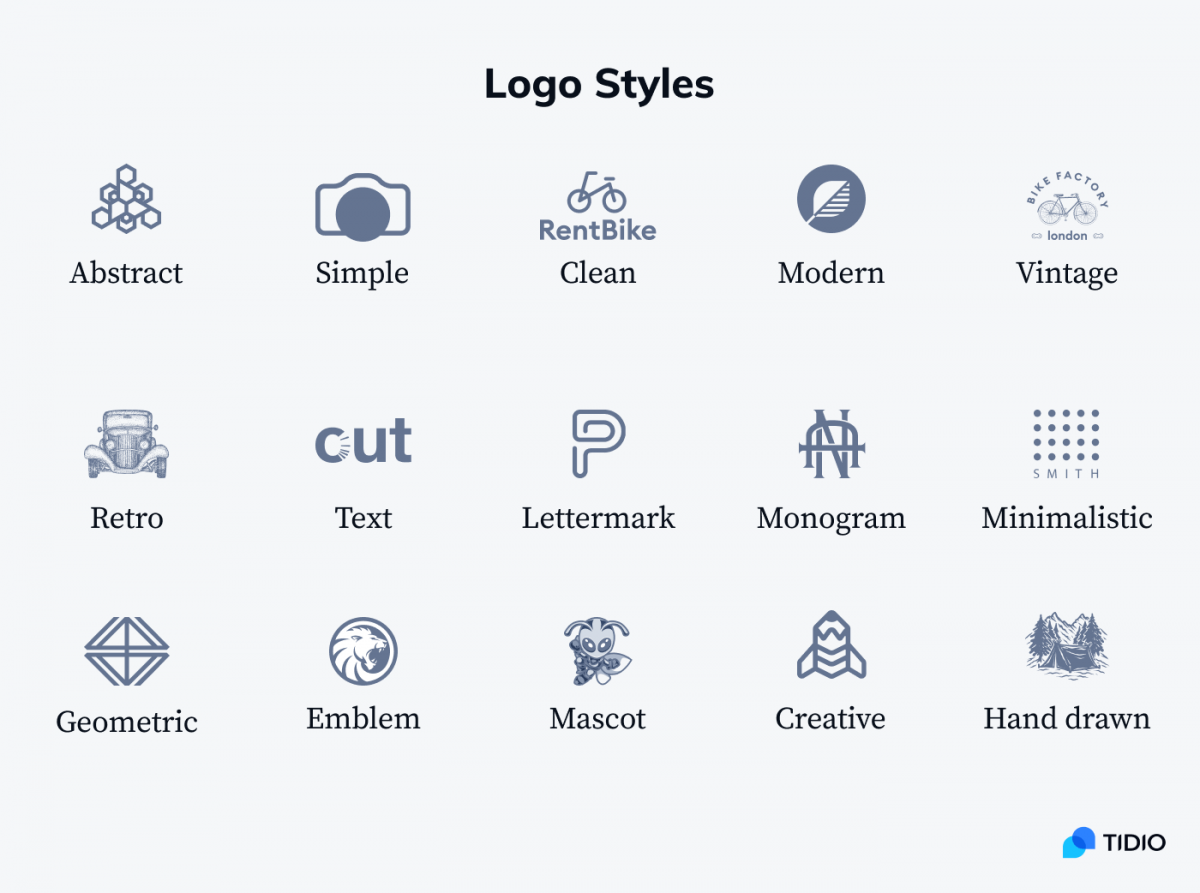 Logo Styles
RentBike
BIKE FACTORY
london
Abstract
Simple
Clean
Modern
Vintage
cut
P
N
SMITH
Retro
Text
Lettermark
Monogram
Minimalistic
Geometric
Emblem
Mascot
Creative
Hand drawn
TIDIO